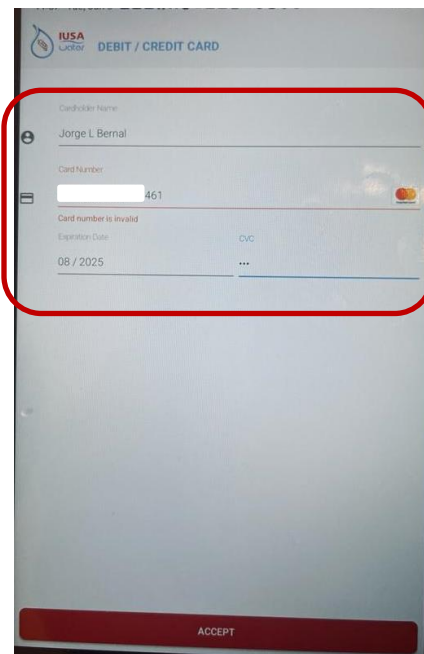 IUSA
water
DEBIT / CREDIT CARD
Cardholder Name
Jorge L Bernal
Card Number
461
Card number is invalid
Expiration Date CVC
08 / 2025 •••
ACCEPT